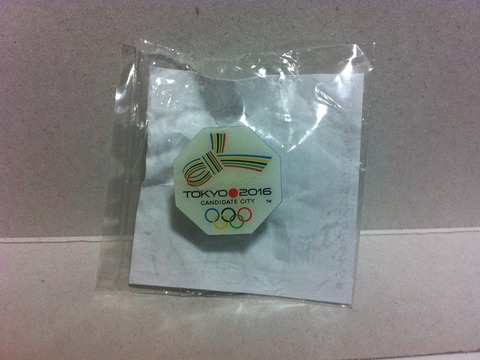 TOKYO 2016
CANDIDATE CITY ™